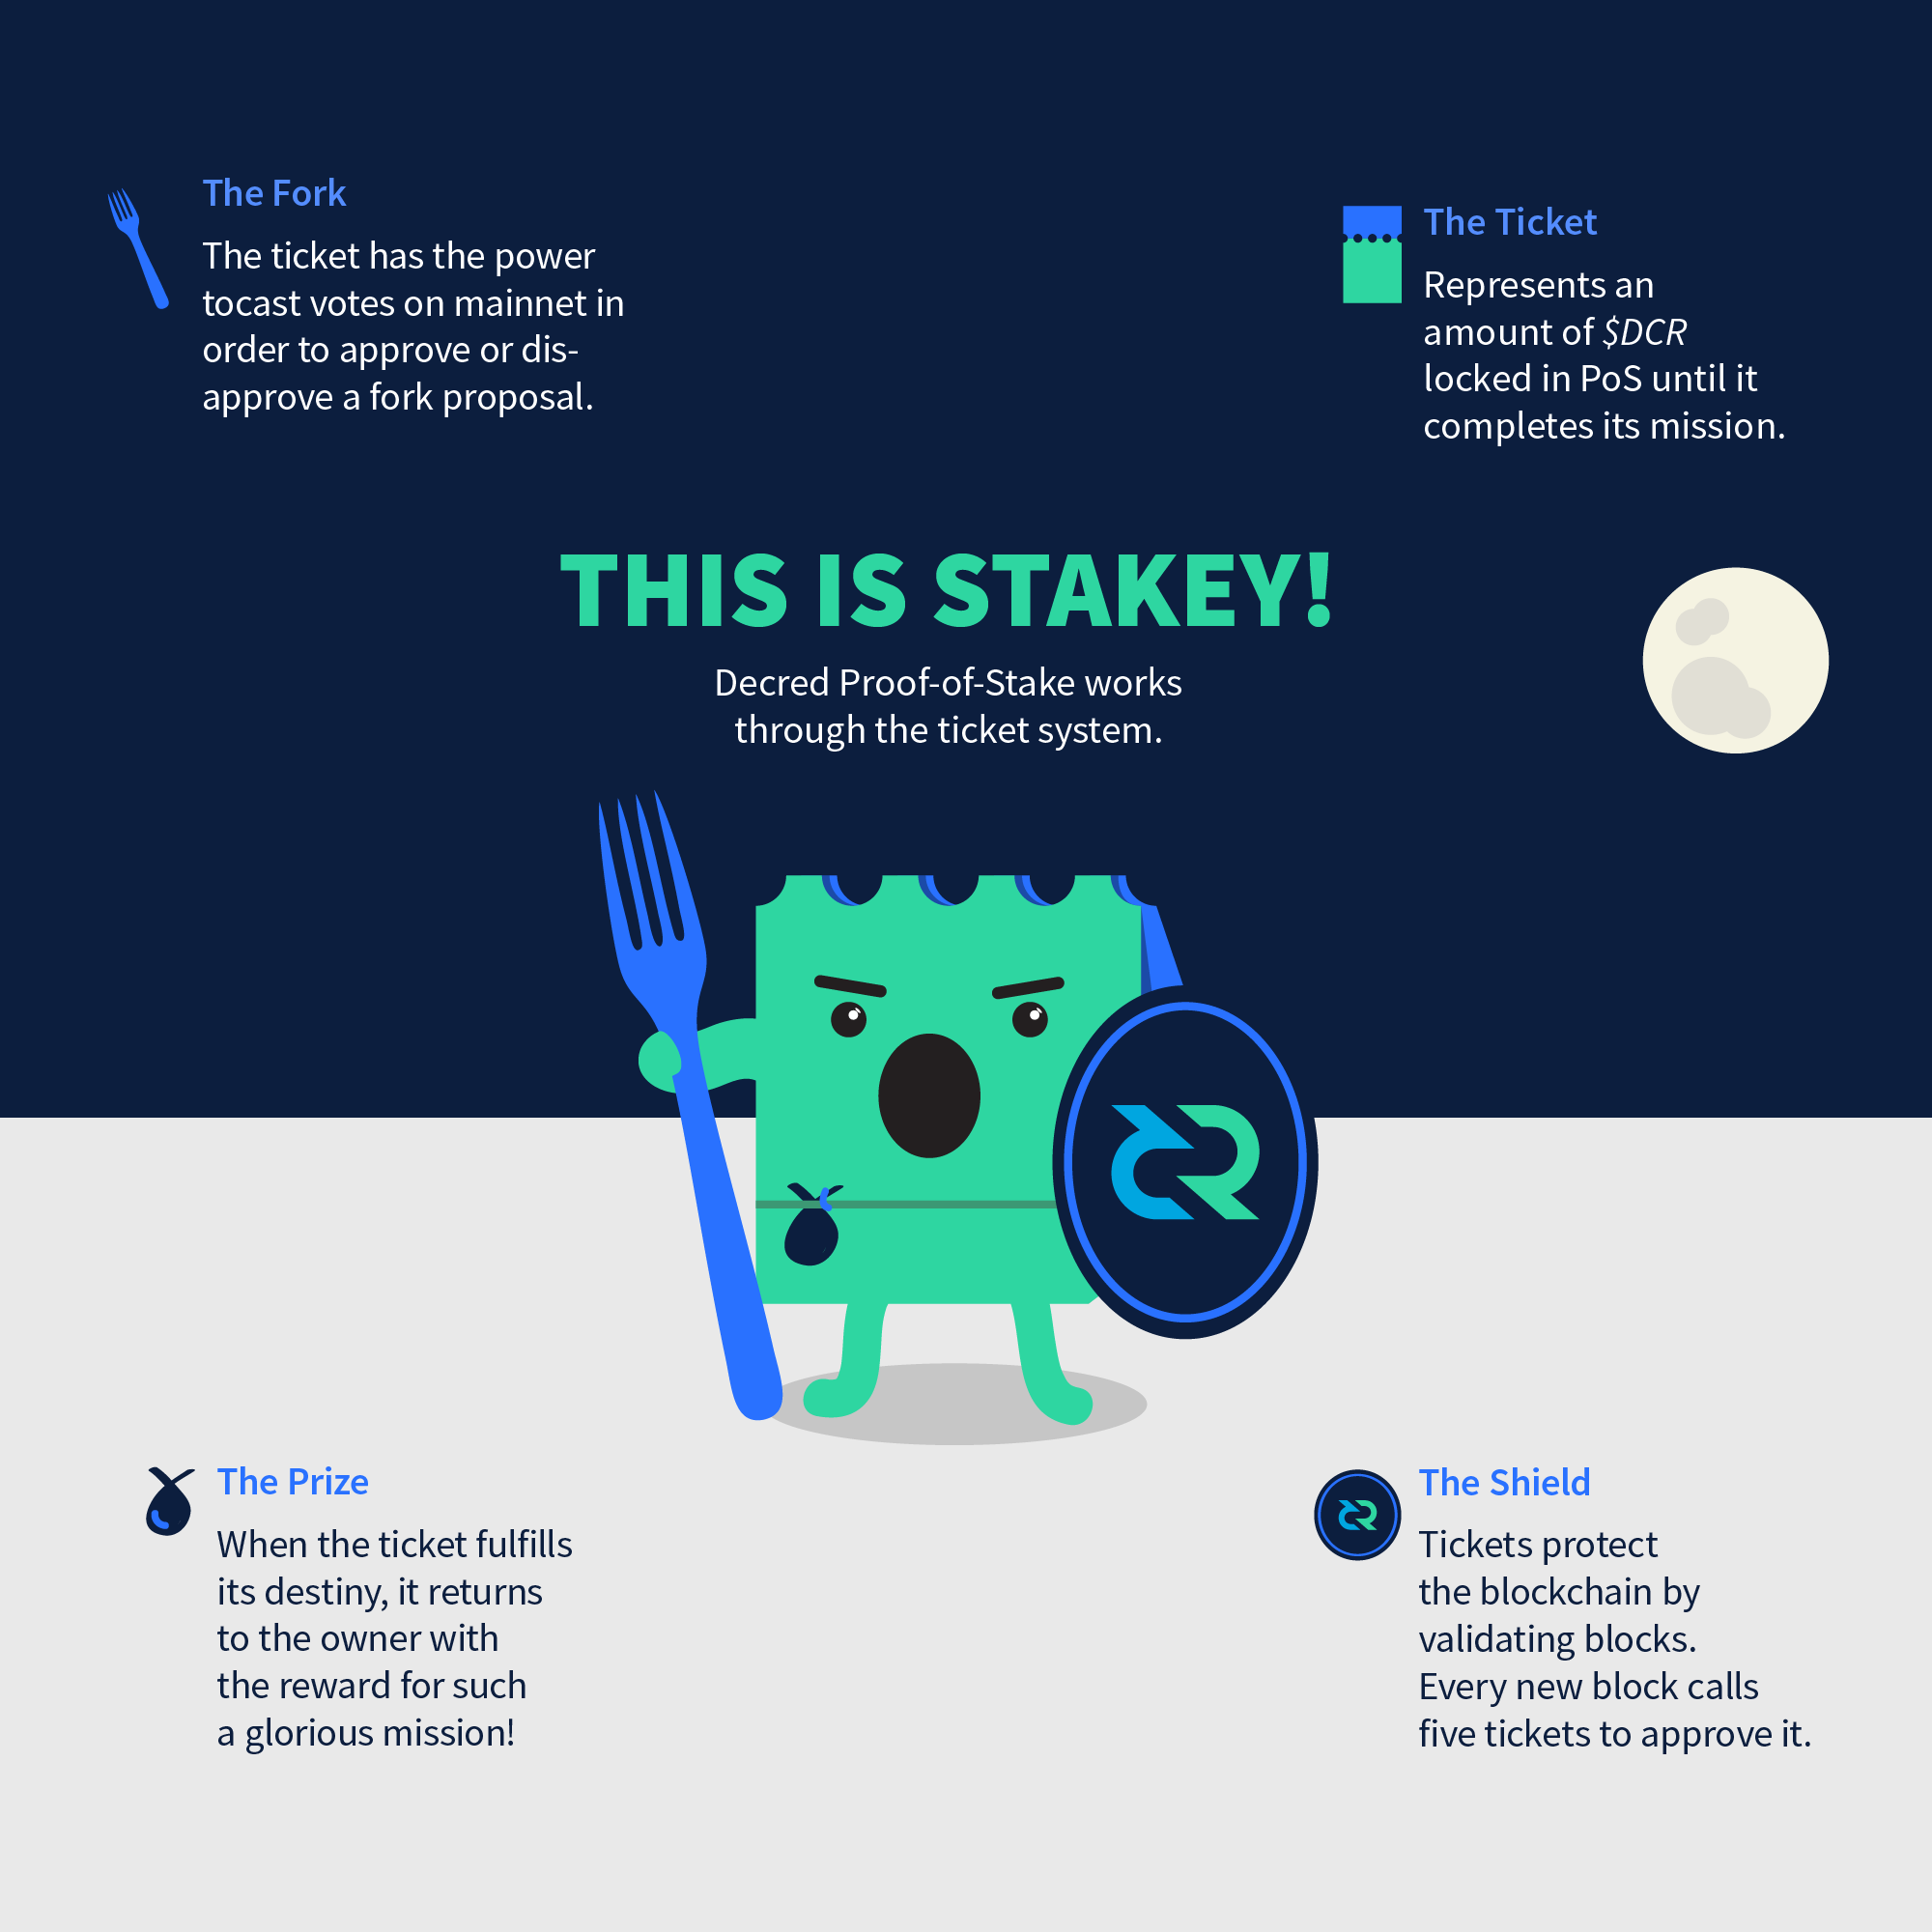 The Fork
The ticket has the power
tocast votes on mainnet in
order to approve or dis-
approve a fork proposal.
The Ticket
Represents an
amount of $DCR
locked in PoS until it
completes its mission.
THIS IS STAKEY!
Decred Proof-of-Stake works
through the ticket system.
The Prize
When the ticket fulfills
its destiny, it returns
to the owner with
the reward for such
a glorious mission!
The Shield
Tickets protect
the blockchain by
validating blocks.
Every new block calls
five tickets to approve it.